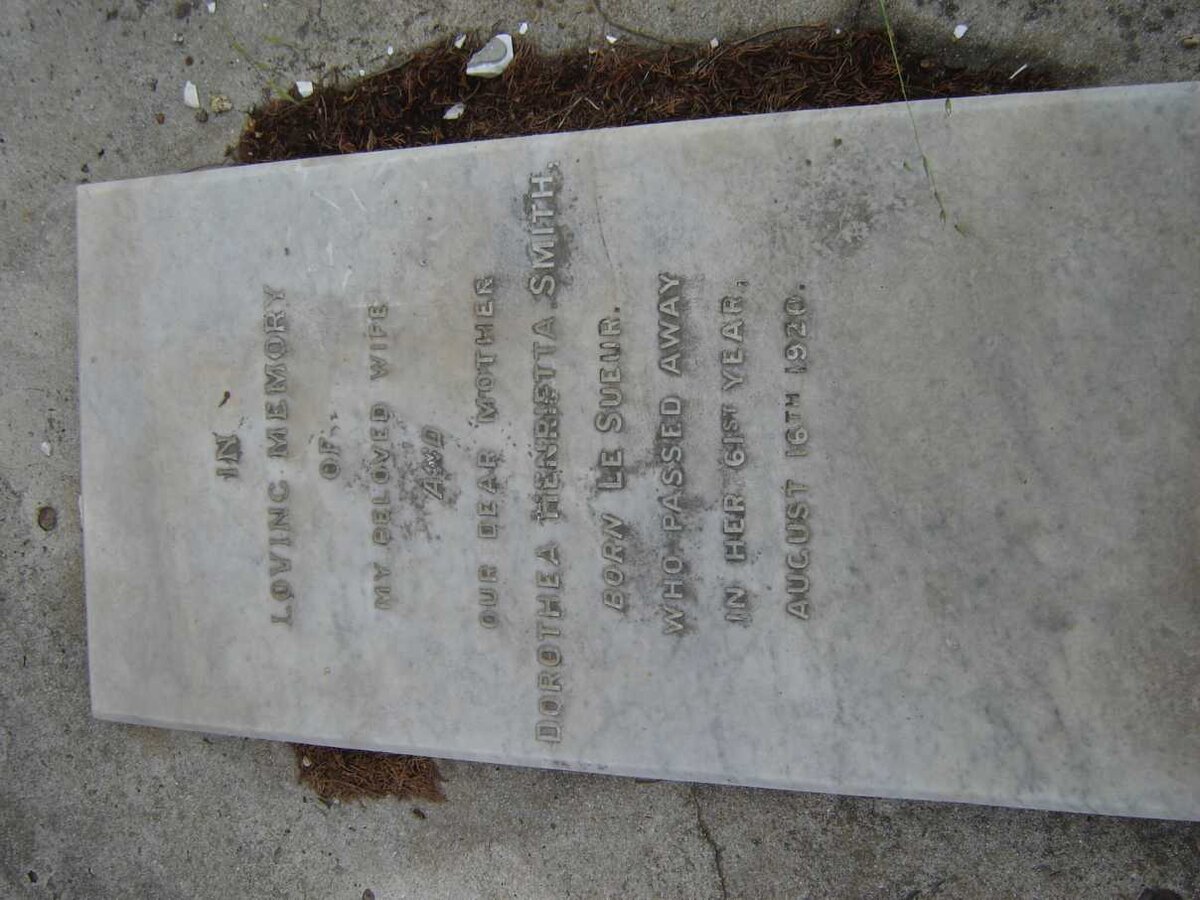 IN
LOVING MEMORY
OF
MY BELOVED WIFE
AND
OUR DEAR MOTHER
DOROTHEA HENRIETTA SMITH,
BORN LE SUEUR.
WHO PASSED AWAY
IN HER 61ST YEAR,
AUGUST 16TH 1920.